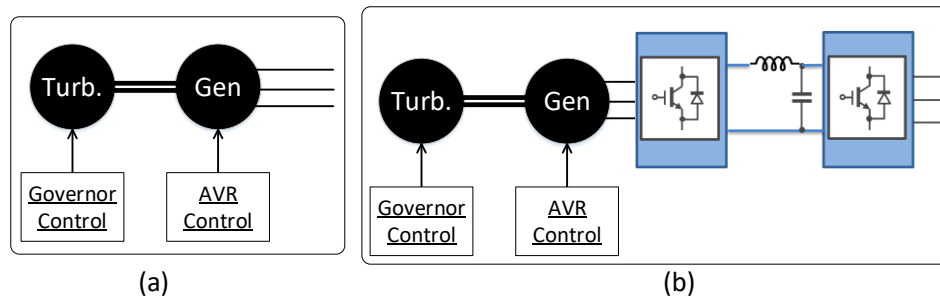 Turb.
Gen
Governor
Control
AVR
Control
(a)
Turb.
Gen
Governor
Control
AVR
Control
(b)